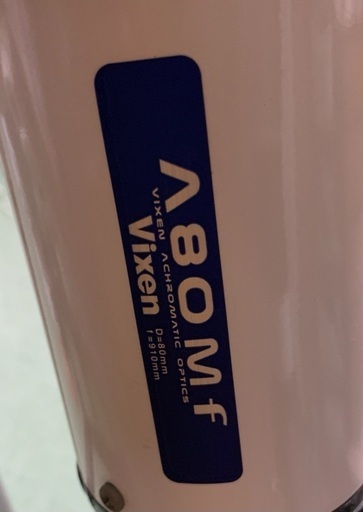 A80Mf
VIXEN ACHROMATIC OPTICS
Vixen
D=80mm
f=910mm